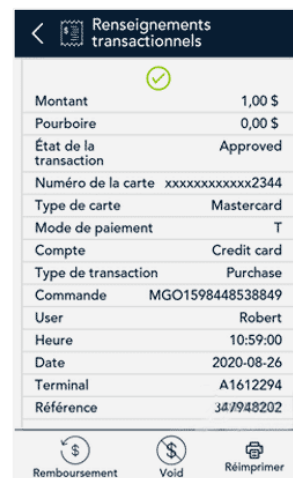 Renseignements
transactionnels
Montant 1,00 $
Pourboire 0,00 $
État de la
transaction Approved
Numéro de la carte xxxxxxxxxxxx2344
Type de carte Mastercard
Mode de paiement T
Compte Credit card
Type de transaction Purchase
Commande MGO1598448538849
User Robert
Heure 10:59:00
Date 2020-08-26
Terminal A1612294
Référence
Remboursement Void Réimprimer